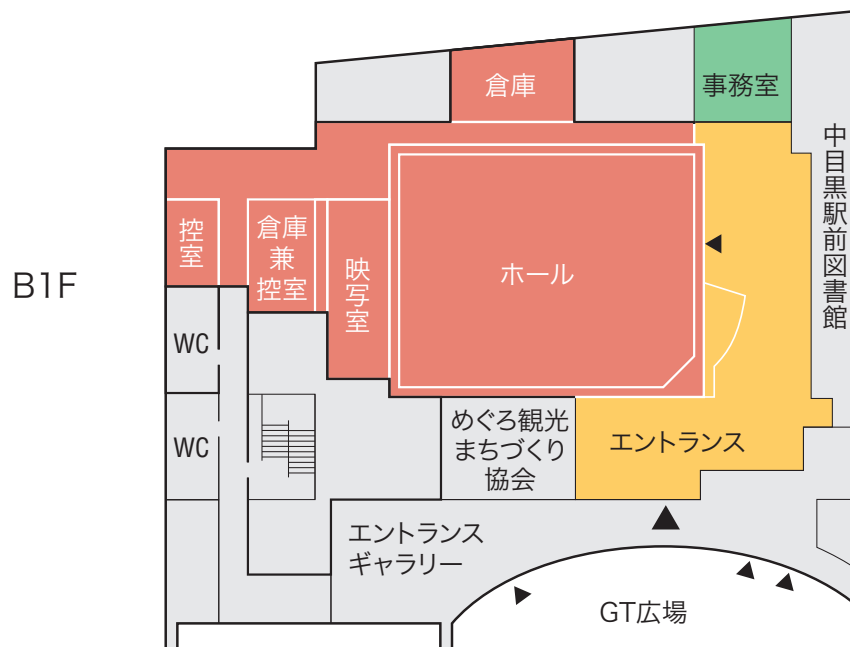 倉庫
事務室
中目黒駅前図書館
控室
倉庫
兼
控室
映写室
ホール
B1F
WC
WC
めぐろ観光
まちづくり
協会
エントランス
エントランス
ギャラリー
GT広場